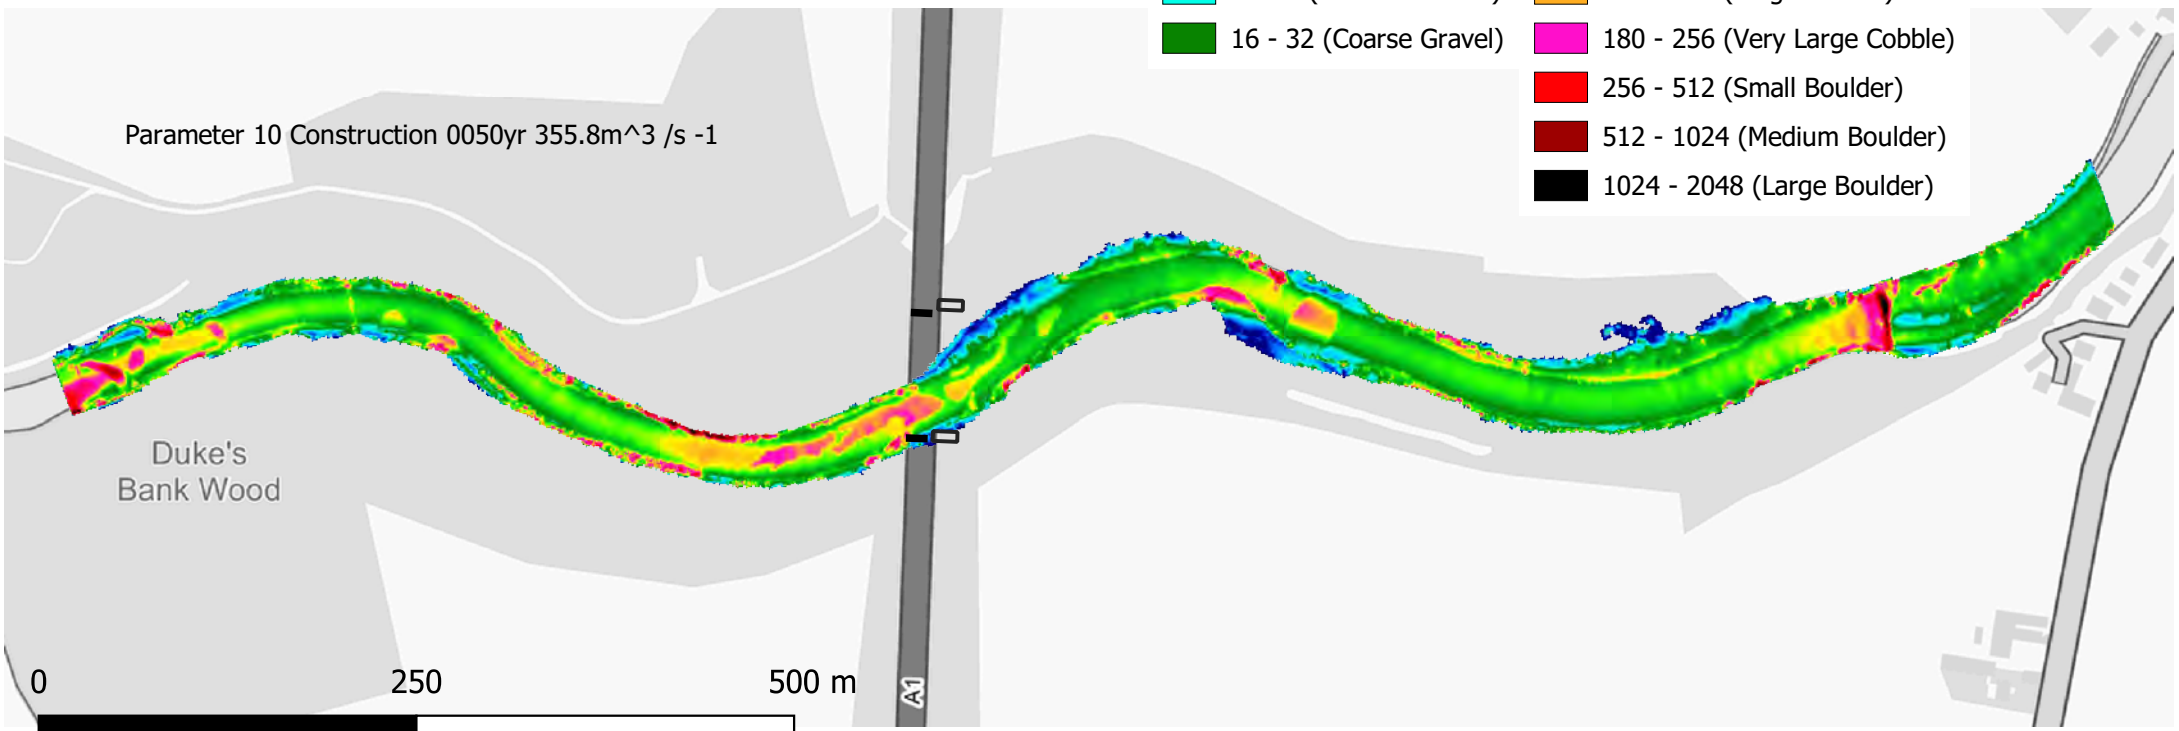 16 - 32 (Coarse Gravel)
180 - 256 (Very Large Cobble)
256 - 512 (Small Boulder)
512 - 1024 (Medium Boulder)
1024 - 2048 (Large Boulder)
Parameter 10 Construction 0050yr 355.8m^3 /s -1
Duke's
Bank Wood
0 250 500 m
A1